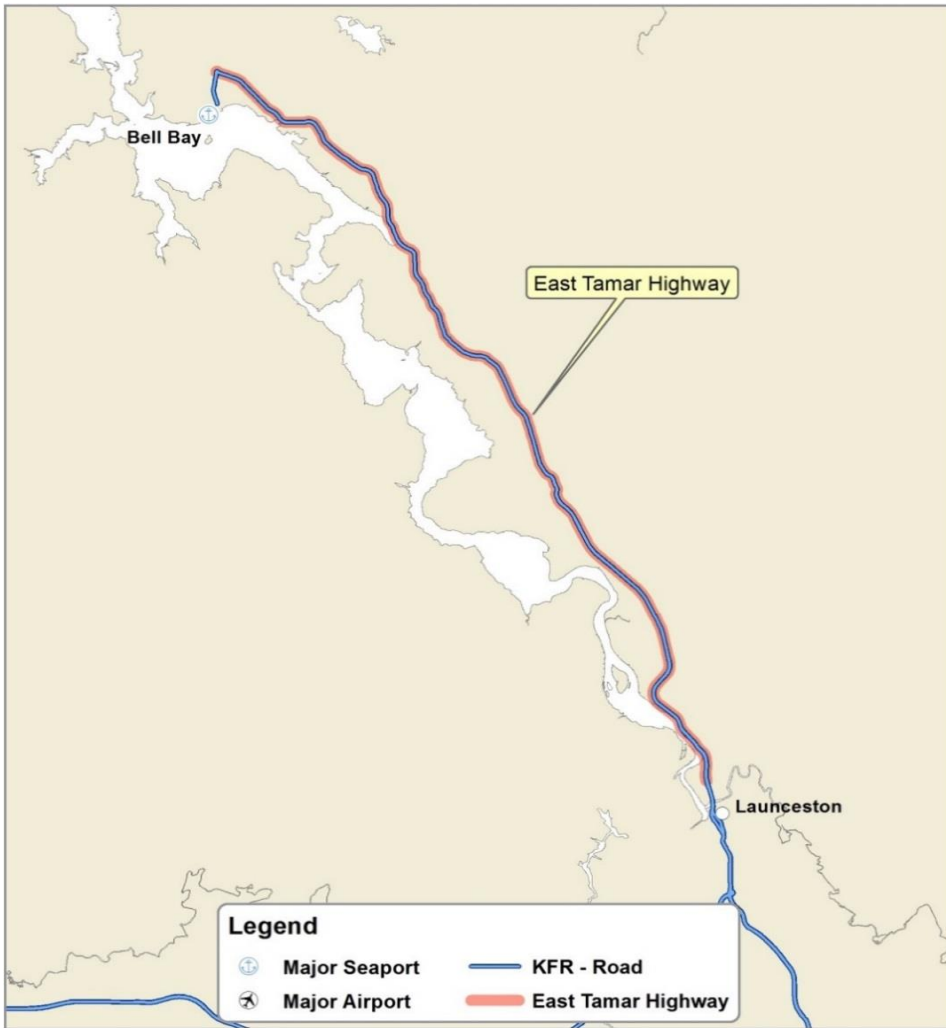 Bell Bay
East Tamar Highway
Launceston
Legend
Major Seaport
KFR - Road
Major Airport
East Tamar Highway